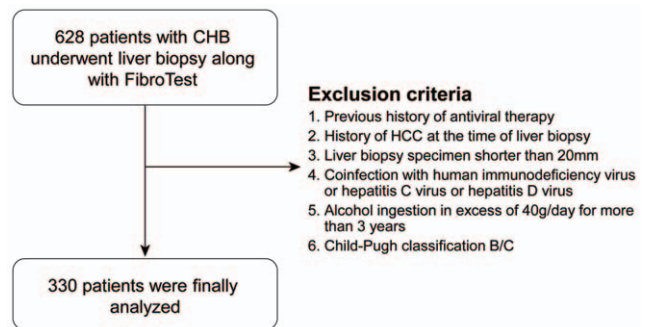 628 patients with CHB
underwent liver biopsy along
with FibroTest
Exclusion criteria
1. Previous history of antiviral therapy
2. History of HCC at the time of liver biopsy
3. Liver biopsy specimen shorter than 20mm
4. Coinfection with human immunodeficiency virus
or hepatitis C virus or hepatitis D virus
5. Alcohol ingestion in excess of 40g/day for more
than 3 years
6. Child-Pugh classification B/C
330 patients were finally
analyzed